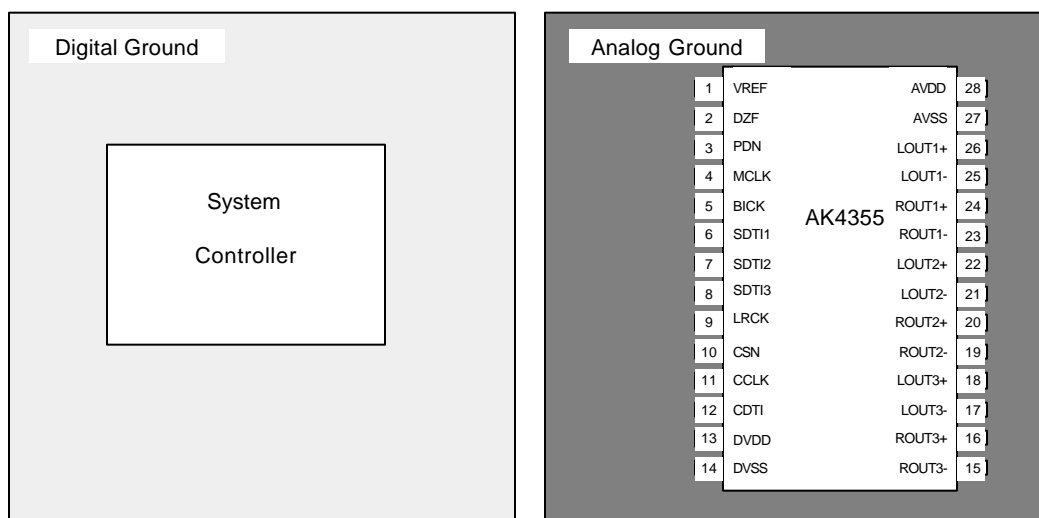 Digital Ground
System
Controller
Analog Ground
1 VREF AVDD 28
2 DZF AVSS 27
3 PDN LOUT1+ 26
4 MCLK LOUT1- 25
5 BICK ROUT1+ 24
AK4355
6 SDTI1 ROUT1- 23
7 SDTI2 LOUT2+ 22
8 SDTI3 LOUT2- 21
9 LRCK ROUT2+ 20
10 CSN ROUT2- 19
11 CCLK LOUT3+ 18
12 CDTI LOUT3- 17
13 DVDD ROUT3+ 16
14 DVSS ROUT3- 15